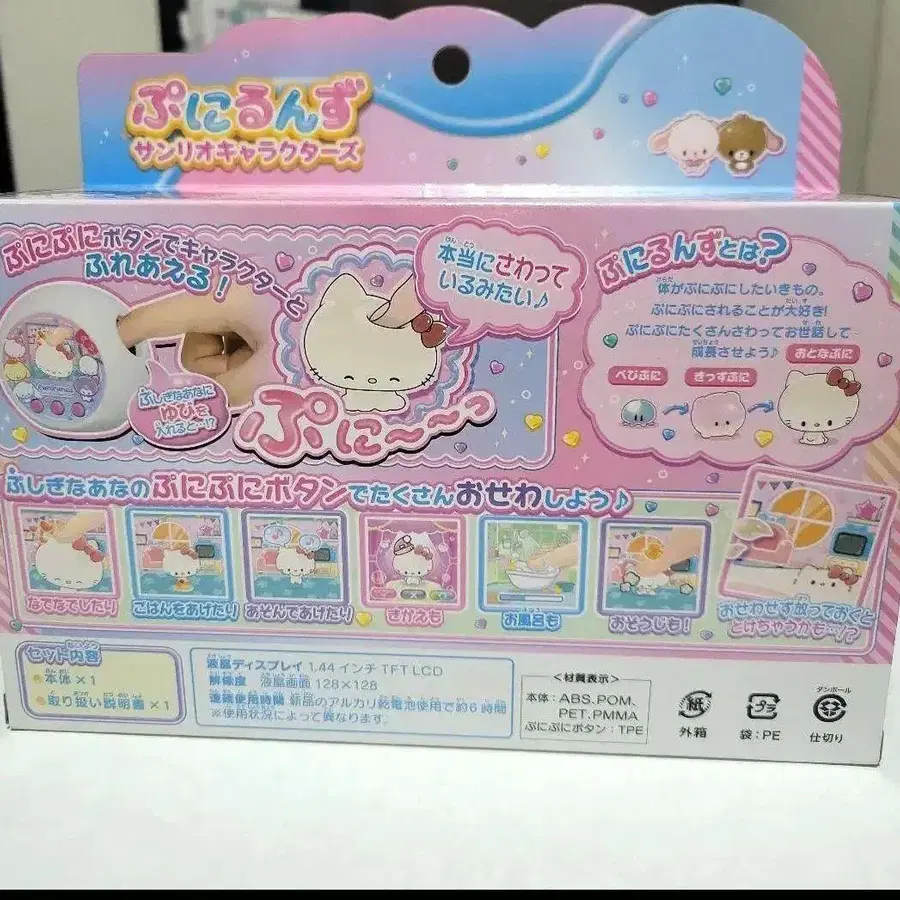 ぷにるんず
サンリオキャラクターズ
ぷにぷにボタンでキャラクターと
ふれあえる!
ふしぎなあなに
ゆびを
入れると…!?
ぷに〜〜〜っ
本当にさわって
いるみたい♪
ぷにるんずとは?
体がぷにぷにしたいきもの。
ぷにぷにされることが大好き!
ぷにぷにたくさんさわってお世話して
成長させよう♪
べびぷに
きっずぷに
おとなぷに
ふしぎなあなのぷにぷにボタンでたくさんおせわしよう♪
なでなでしたり
ごはんをあげたり
あそんであげたり
きがえも
お風呂も
おそうじも!
おせわせず放っておくと
とけちゃうかも…!?
セット内容
●本体×1
●取り扱い説明書×1
液晶ディスプレイ 1.44インチ TFT LCD
解像度 液晶画面 128×128
連続使用時間 新品のアルカリ乾電池使用で約6時間
※使用状況によって異なります。
<材質表示>
本体:ABS、POM、
PET、PMMA
ぷにぷにボタン:TPE
紙
外箱
プラ
袋:PE
ダンボール
仕切り